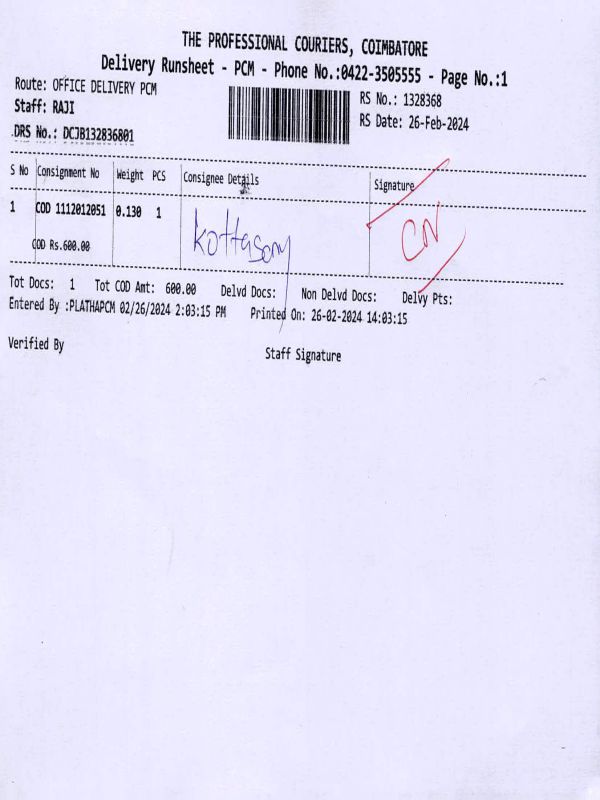 THE PROFESSIONAL COURIERS, COIMBATORE
Delivery Runsheet - PCM - Phone No.:0422-3505555 - Page No.:1
Route: OFFICE DELIVERY PCM
RS No.: 1328368
Staff: RAJI
RS Date: 26-Feb-2024
DRS No.: DCJB132836801
S No Consignment No Weight PCS Consignee Details Signature
1 COD 1112012051 0.130 1
COD Rs.600.00
Tot Docs: 1 Tot COD Amt: 600.00 Delvd Docs: Non Delvd Docs: Delvy Pts:
Entered By :PLATHAPCM 02/26/2024 2:03:15 PM Printed On: 26-02-2024 14:03:15
Verified By Staff Signature